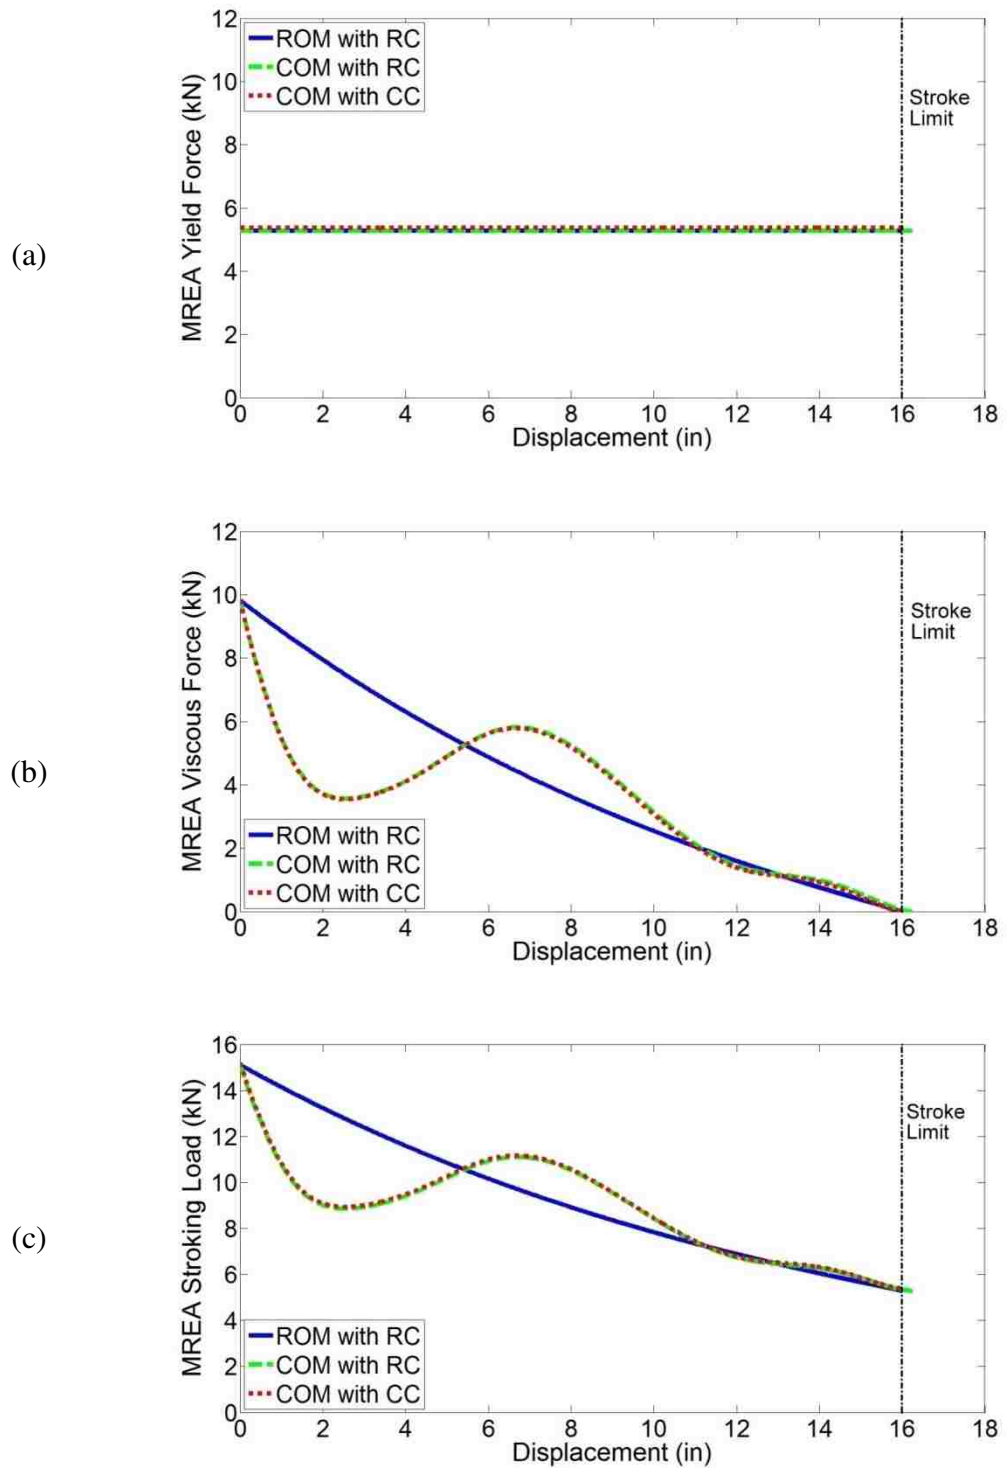 (a)
MREA Yield Force (kN)
12
10
8
6
4
2
0
ROM with RC
COM with RC
COM with CC
Stroke
Limit
0 2 4 6 8 10 12 14 16 18
Displacement (in)
(b)
MREA Viscous Force (kN)
12
10
8
6
4
2
0
Stroke
Limit
ROM with RC
COM with RC
COM with CC
0 2 4 6 8 10 12 14 16 18
Displacement (in)
(c)
MREA Stroking Load (kN)
16
14
12
10
8
6
4
2
0
Stroke
Limit
ROM with RC
COM with RC
COM with CC
0 2 4 6 8 10 12 14 16 18
Displacement (in)